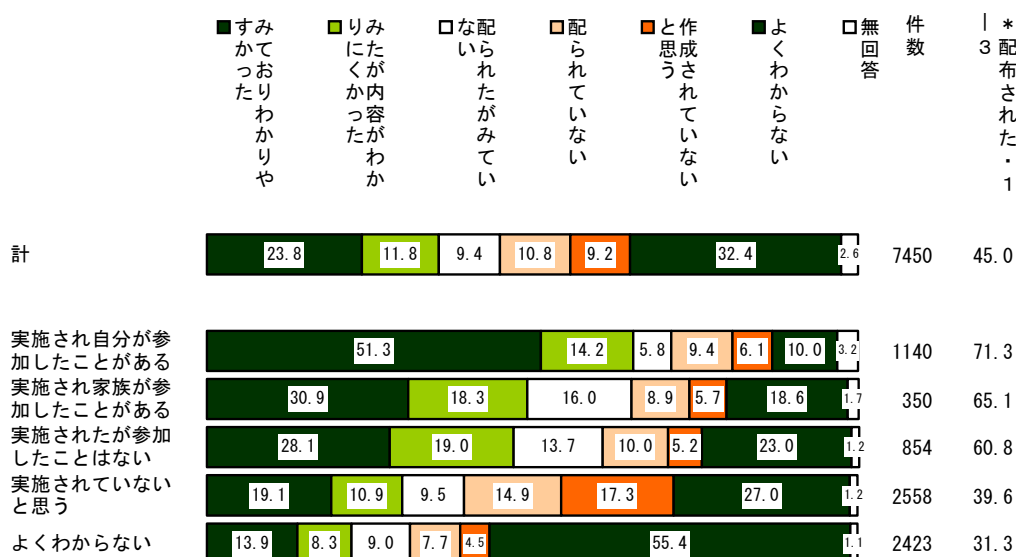 ■みておりわかりや
すかった
■みたが内容がわか
りにくかった
□配られたがみてい
ない
■配られていない
■作成されていない
と思う
■よくわからない
□無回答
件数
*配布された・1
|3
計
23.8 11.8 9.4 10.8 9.2 32.4 2.6 7450 45.0
実施され自分が参
加したことがある
51.3 14.2 5.8 9.4 6.1 10.0 3.2 1140 71.3
実施され家族が参
加したことがある
30.9 18.3 16.0 8.9 5.7 18.6 1.7 350 65.1
実施されたが参加
したことはない
28.1 19.0 13.7 10.0 5.2 23.0 1.2 854 60.8
実施されていない
と思う
19.1 10.9 9.5 14.9 17.3 27.0 1.2 2558 39.6
よくわからない
13.9 8.3 9.0 7.7 4.5 55.4 1.1 2423 31.3